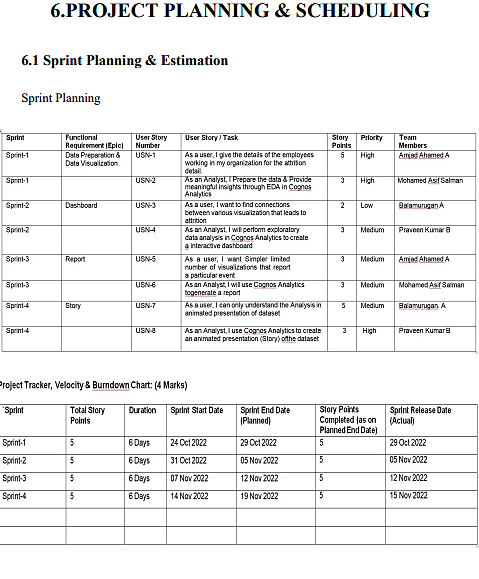 6.PROJECT PLANNING & SCHEDULING
6.1 Sprint Planning & Estimation
Sprint Planning
Sprint Functional Requirement (Epic) User Story Number User Story / Task Story Points Priority Team Members
Sprint-1 Data Preparation & Data Visualization USN-1 As a user, I give the details of the employees working in my organization for the attrition detail. 5 High Amjad Ahamed A
Sprint-1 USN-2 As an Analyst, I Prepare the data & Provide meaningful insights through EDA in Cognos Analytics 3 High Mohamed Asif Salman
Sprint-2 Dashboard USN-3 As a user, I want to find connections between various visualization that leads to attrition 2 Low Balamurugan A
Sprint-2 USN-4 As an Analyst, I will perform exploratory data analysis in Cognos Analytics to create a interactive dashboard 3 Medium Praveen Kumar B
Sprint-3 Report USN-5 As a user, I want Simpler limited number of visualizations that report a particular event 3 Medium Amjad Ahamed A
Sprint-3 USN-6 As an Analyst, I will use Cognos Analytics togenerate a report 3 Medium Mohamed Asif Salman
Sprint-4 Story USN-7 As a user, I can only understand the Analysis in animated presentation of dataset 5 Medium Balamurugan. A
Sprint-4 USN-8 As an Analyst, I use Cognos Analytics to create an animated presentation (Story) ofthe dataset 3 High Praveen Kumar B
Project Tracker, Velocity & Burndown Chart: (4 Marks)
`Sprint Total Story Points Duration Sprint Start Date Sprint End Date (Planned) Story Points Completed (as on Planned End Date) Sprint Release Date (Actual)
Sprint-1 5 6 Days 24 Oct 2022 29 Oct 2022 5 29 Oct 2022
Sprint-2 5 6 Days 31 Oct 2022 05 Nov 2022 5 05 Nov 2022
Sprint-3 5 6 Days 07 Nov 2022 12 Nov 2022 5 12 Nov 2022
Sprint-4 5 6 Days 14 Nov 2022 19 Nov 2022 5 15 Nov 2022